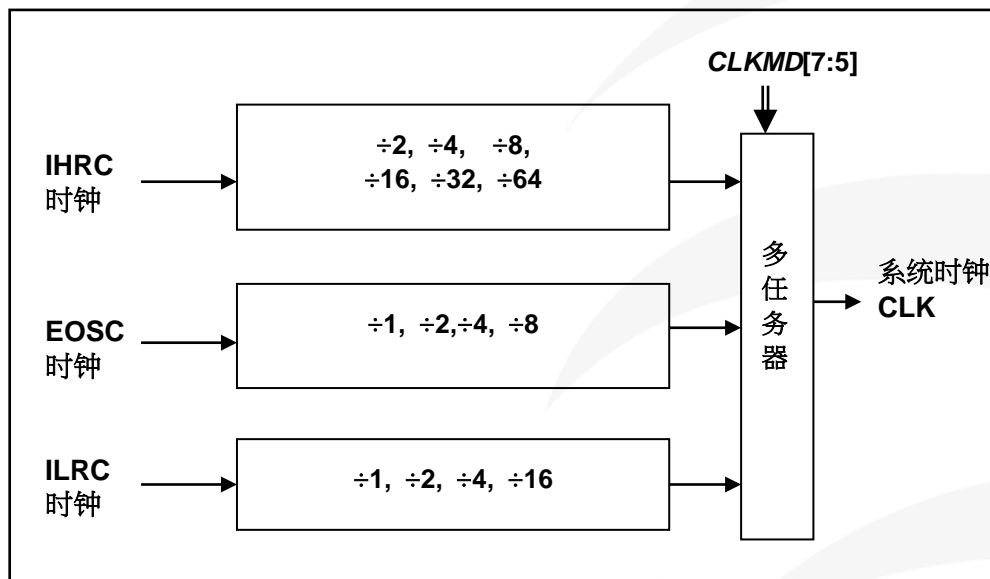 CLKMD[7:5]
IHRC
时钟
÷2, ÷4, ÷8,
÷16, ÷32, ÷64
EOSC
时钟
÷1, ÷2,÷4, ÷8
ILRC
时钟
÷1, ÷2, ÷4, ÷16
多
任
务
器
系统时钟
CLK